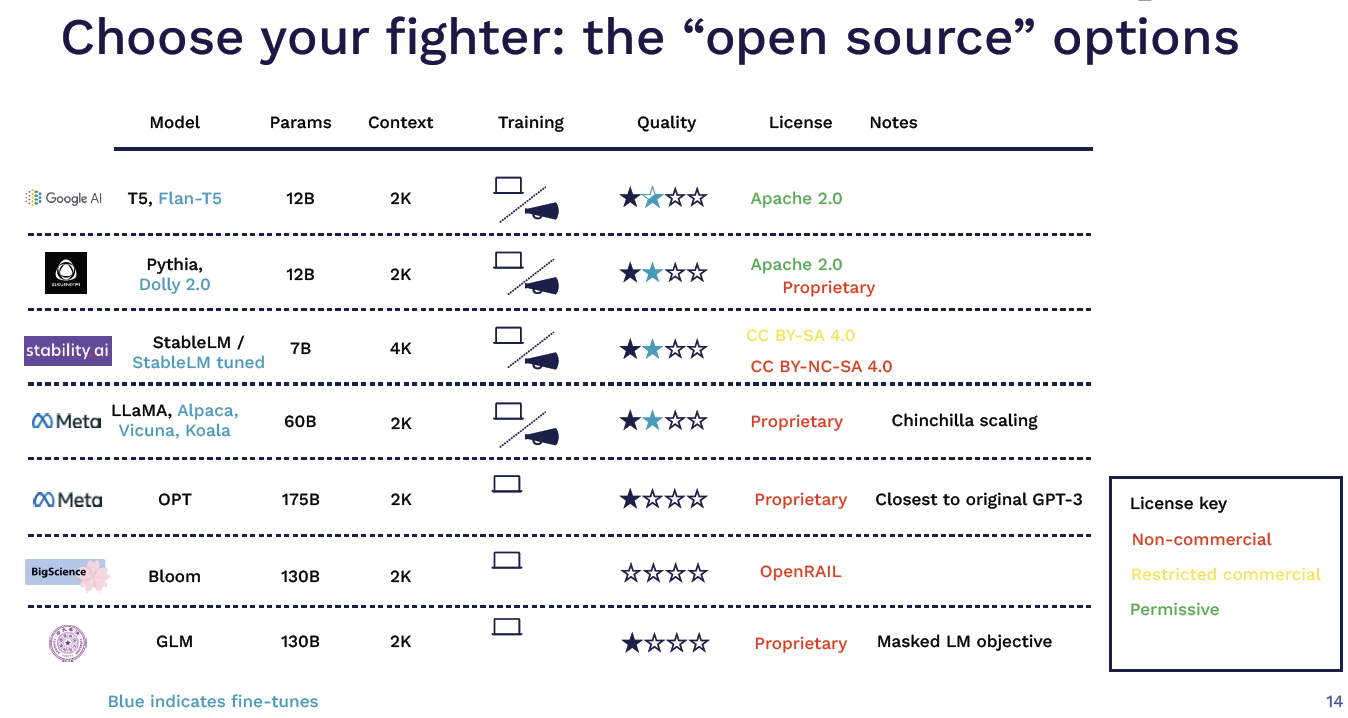 Choose your fighter: the “open source” options
Model Params Context Training Quality License Notes
Google AI T5, Flan-T5 12B 2K Apache 2.0
Pythia,
Dolly 2.0
12B 2K
Apache 2.0
Proprietary
stability.ai
StableLM /
StableLM tuned
7B 4K
CC BY-SA 4.0
CC BY-NC-SA 4.0
Meta
LLaMA, Alpaca,
Vicuna, Koala
60B 2K Proprietary Chinchilla scaling
Meta OPT 175B 2K Proprietary Closest to original GPT-3
BigScience Bloom 130B 2K OpenRAIL
GLM 130B 2K Proprietary Masked LM objective
License key
Non-commercial
Restricted commercial
Permissive
Blue indicates fine-tunes
14